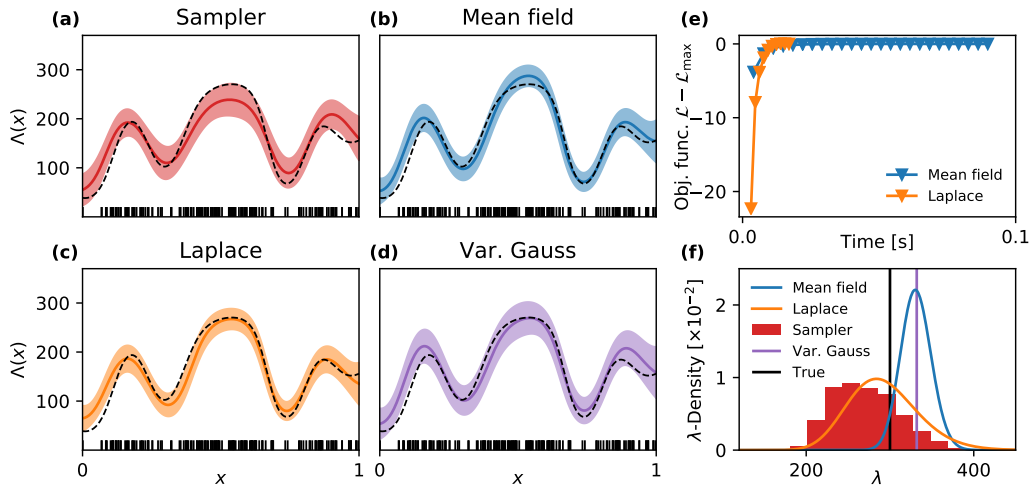 (a) Sampler
(b) Mean field
(e)
300
200
100
Λ(x)
0
−10
−20
Obj. func. ℒ − ℒmax
Mean field
Laplace
0.0
0.1
Time [s]
(c) Laplace
(d) Var. Gauss
(f)
300
200
100
Λ(x)
0
x
1
x
1
2
1
0
λ-Density [×10⁻²]
Mean field
Laplace
Sampler
Var. Gauss
True
200
400
λ